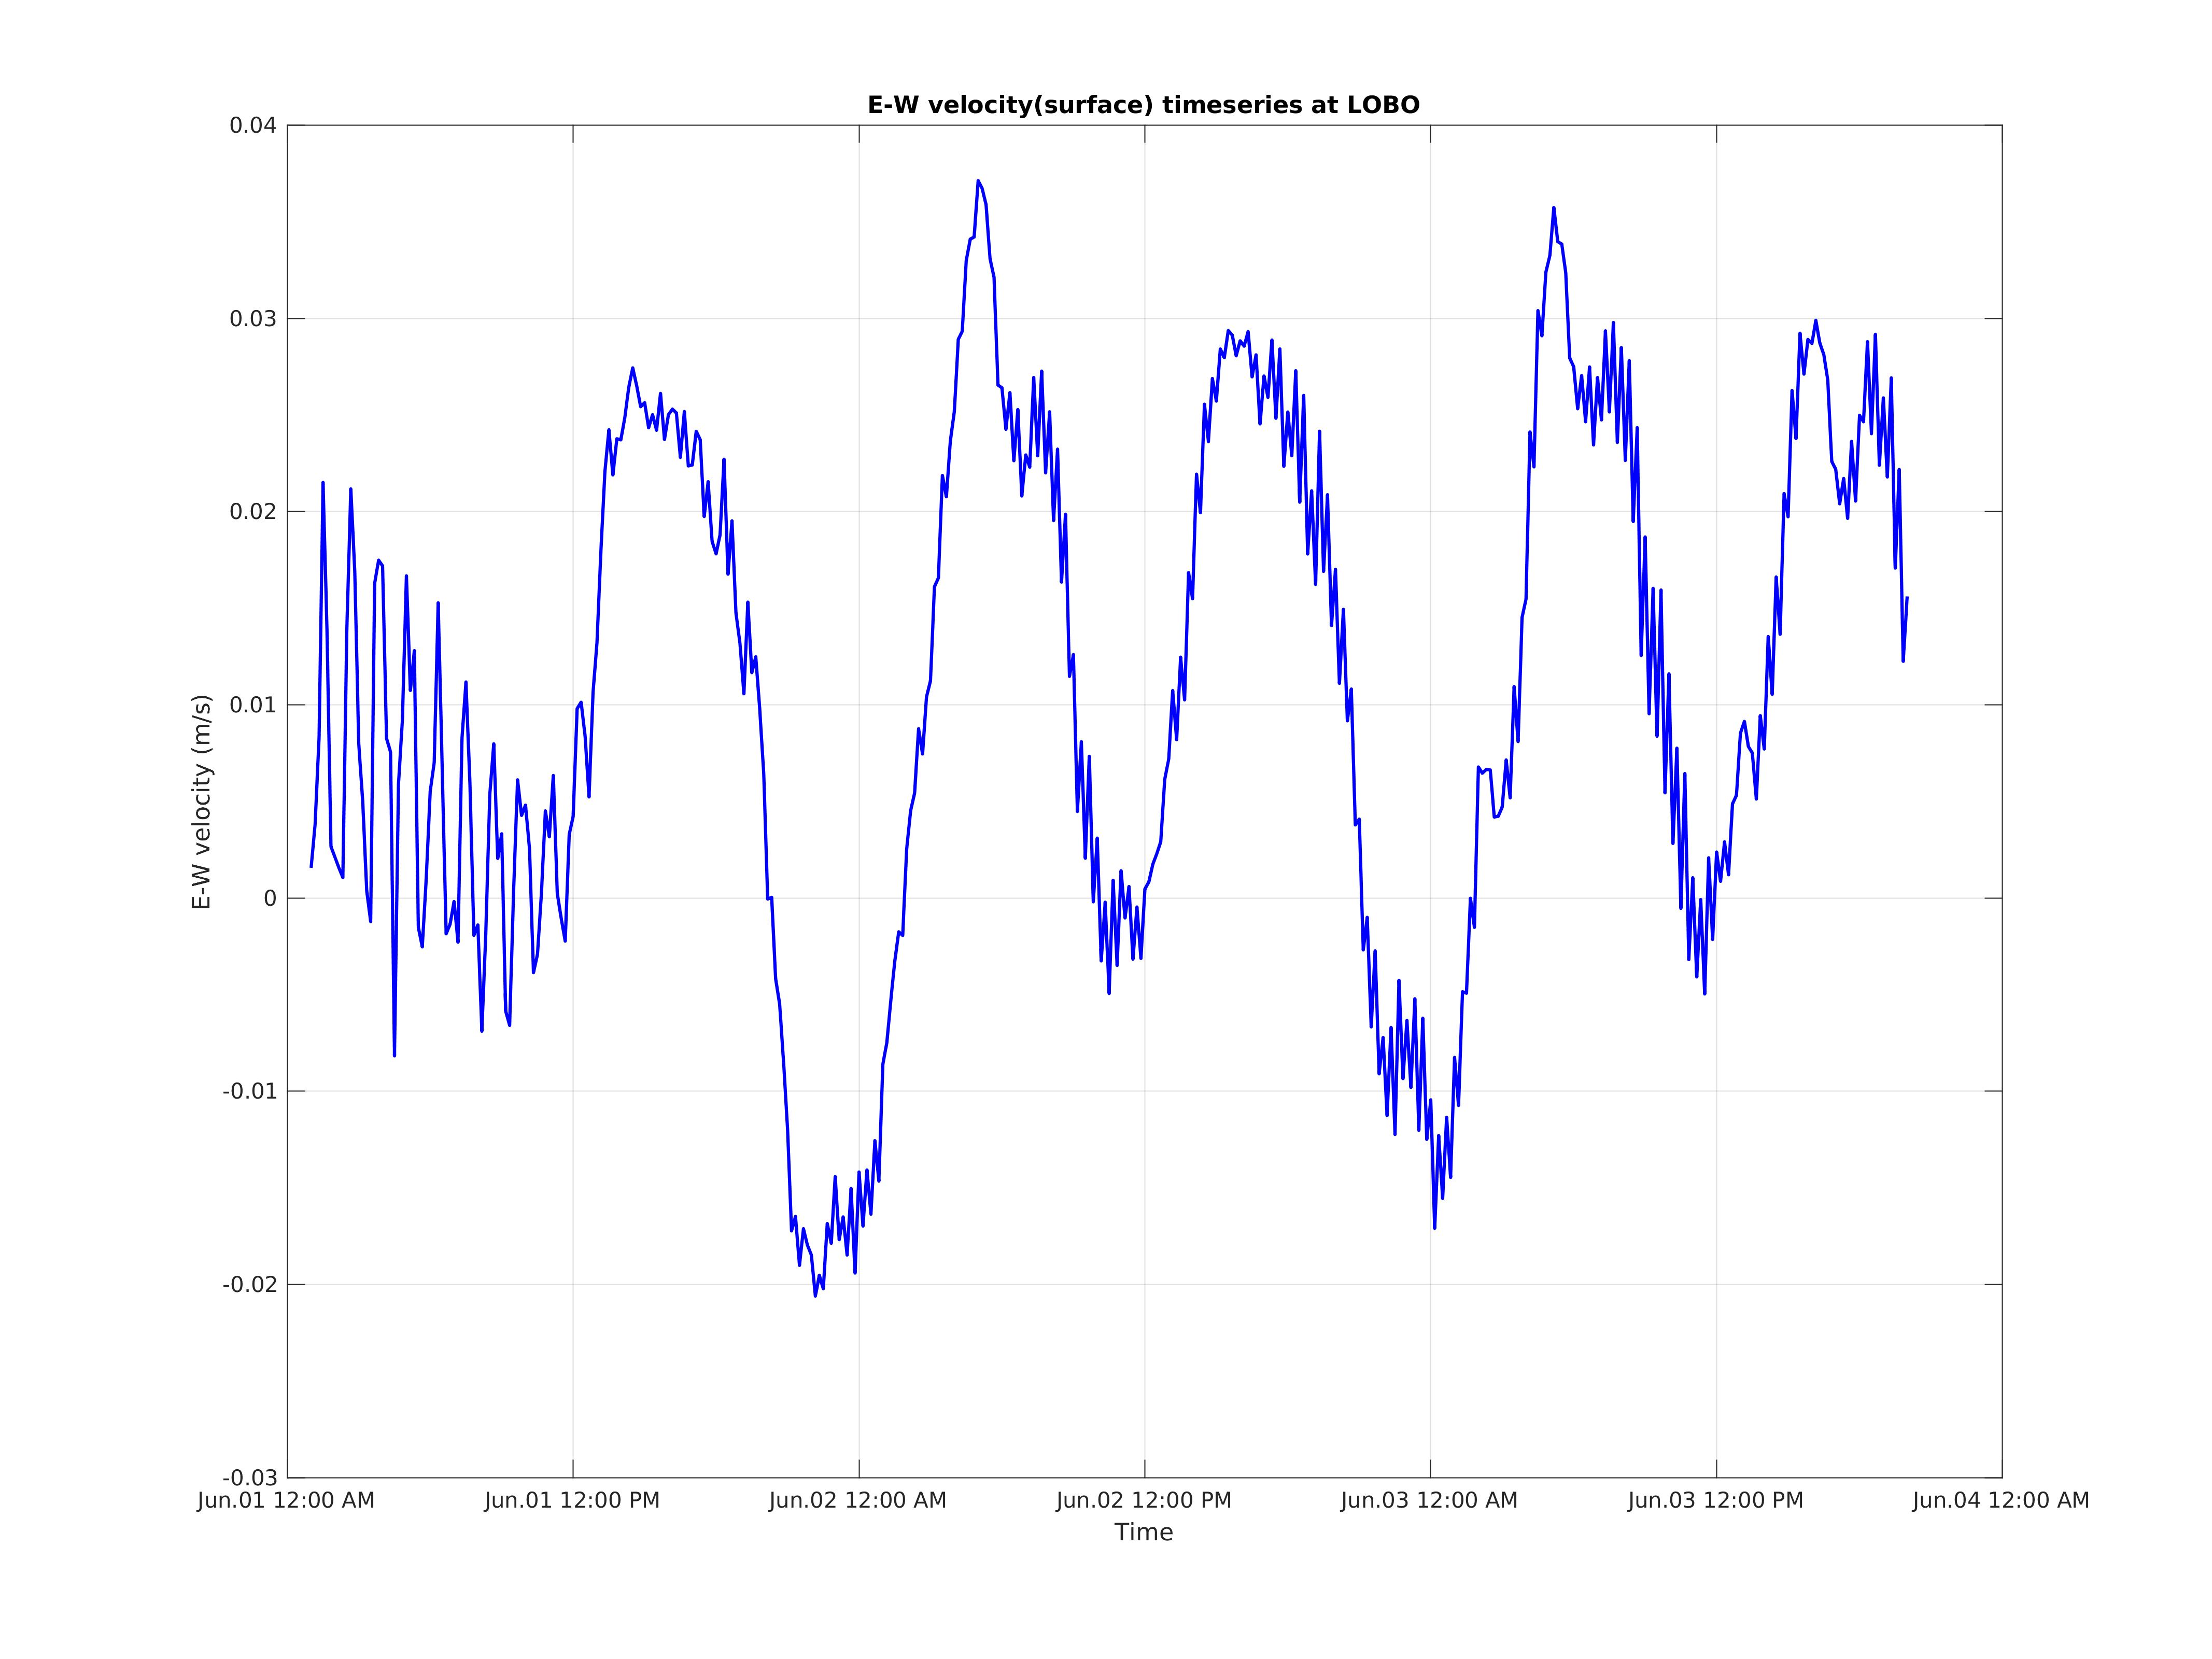 E-W velocity(surface) timeseries at LOBO
0.04
0.03
0.02
0.01
0
-0.01
-0.02
-0.03
E-W velocity (m/s)
Jun.01 12:00 AM Jun.01 12:00 PM Jun.02 12:00 AM Jun.02 12:00 PM Jun.03 12:00 AM Jun.03 12:00 PM Jun.04 12:00 AM
Time